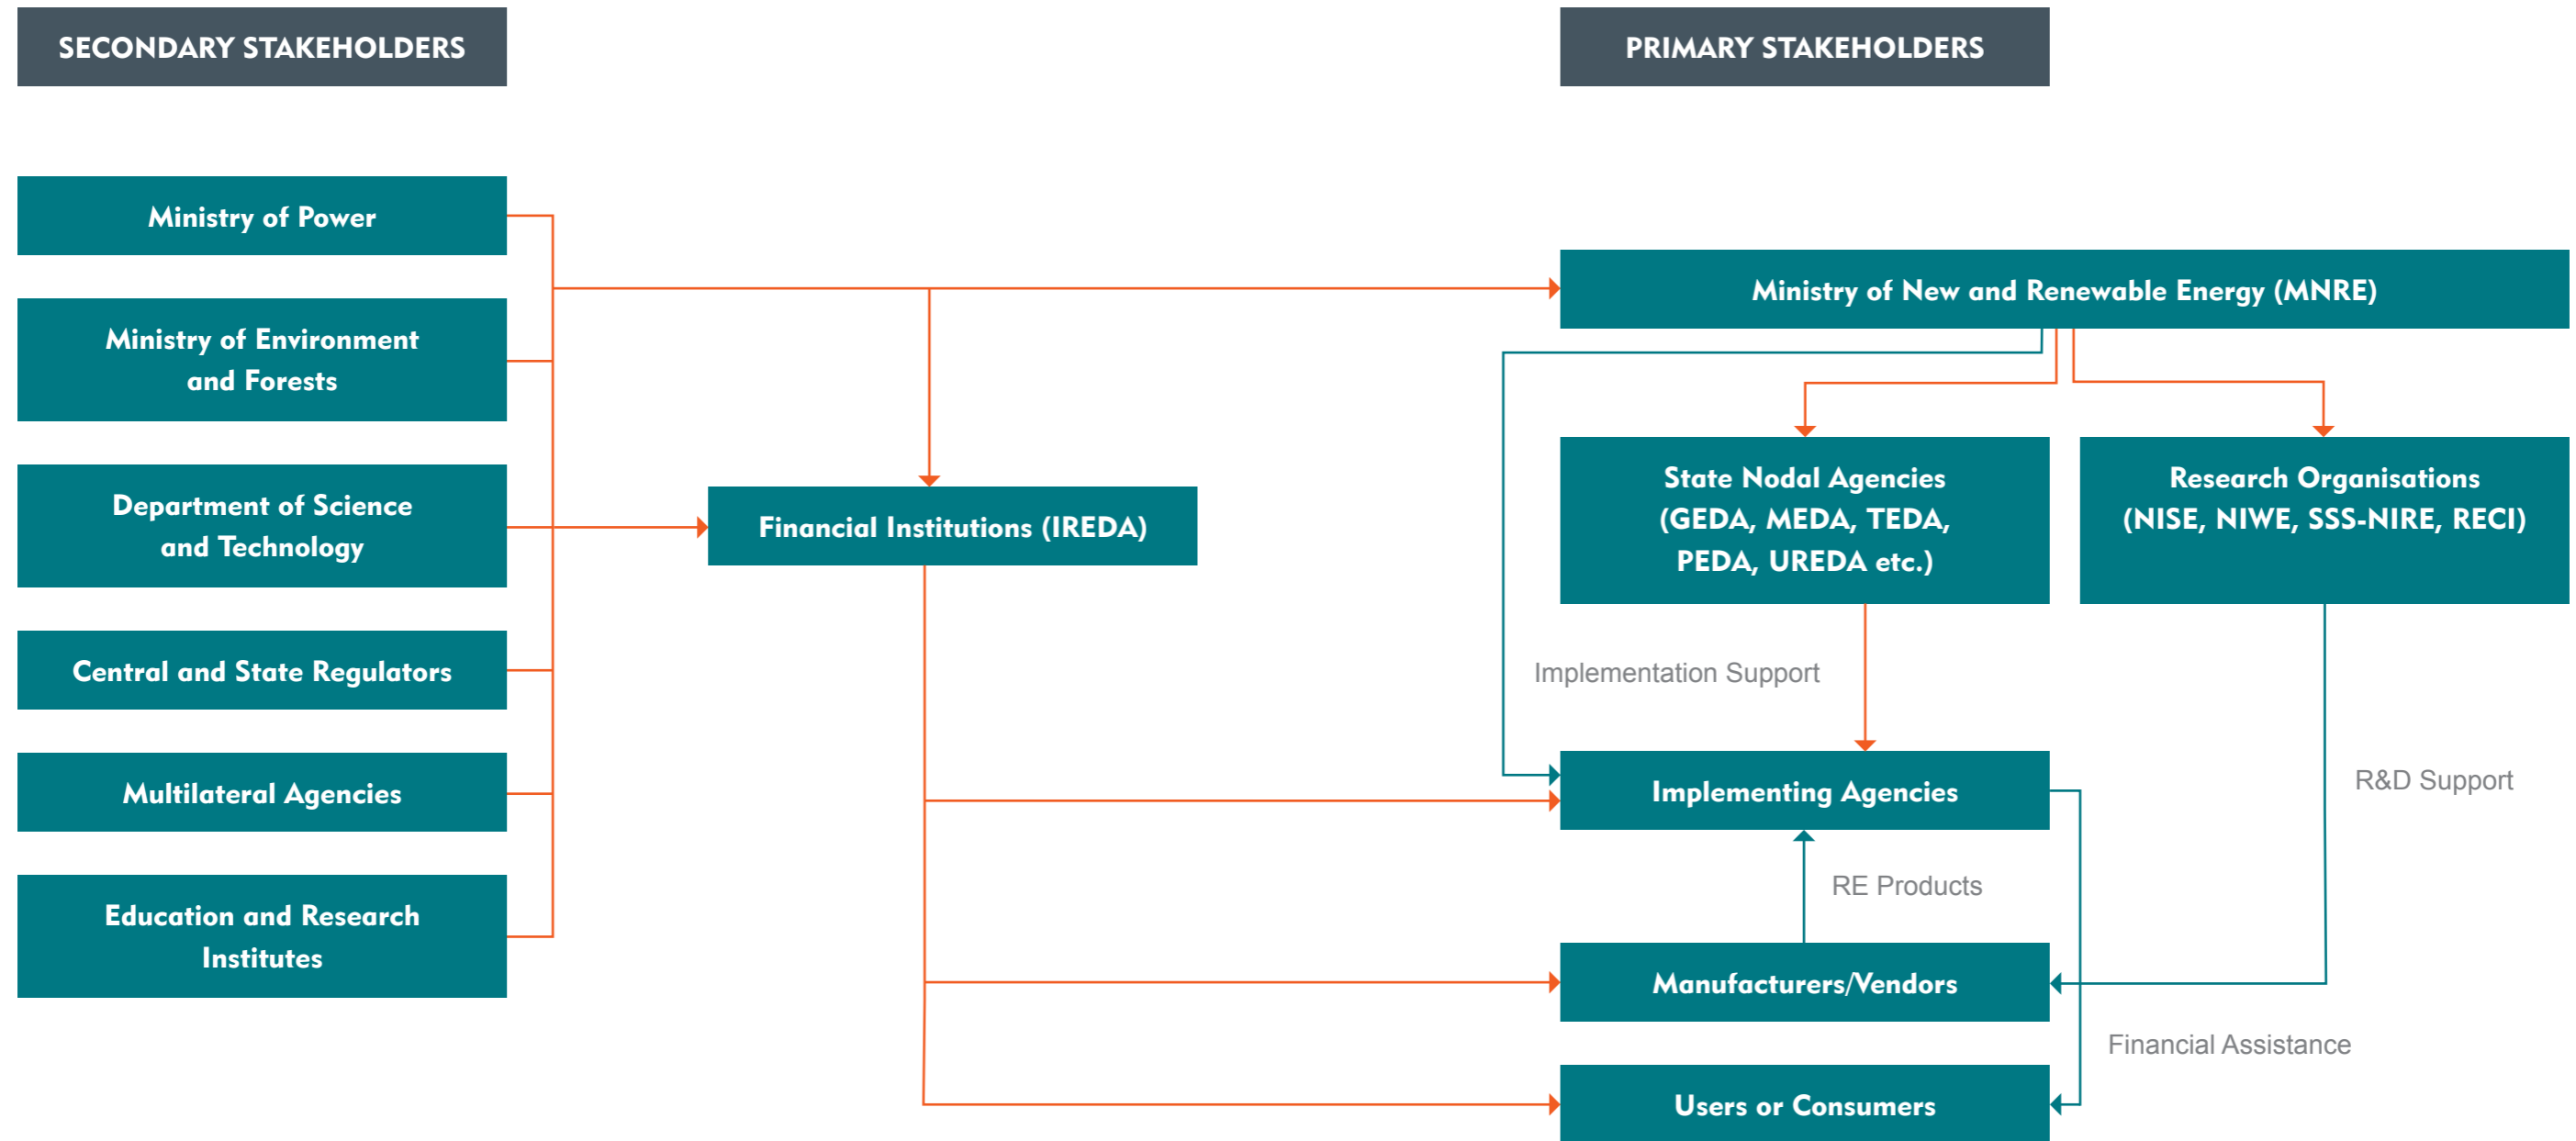 SECONDARY STAKEHOLDERS
PRIMARY STAKEHOLDERS
Ministry of Power
Ministry of Environment
and Forests
Department of Science
and Technology
Central and State Regulators
Multilateral Agencies
Education and Research
Institutes
Financial Institutions (IREDA)
Ministry of New and Renewable Energy (MNRE)
State Nodal Agencies
(GEDA, MEDA, TEDA,
PEDA, UREDA etc.)
Research Organisations
(NISE, NIWE, SSS-NIRE, RECI)
Implementation Support
Implementing Agencies
R&D Support
RE Products
Manufacturers/Vendors
Financial Assistance
Users or Consumers